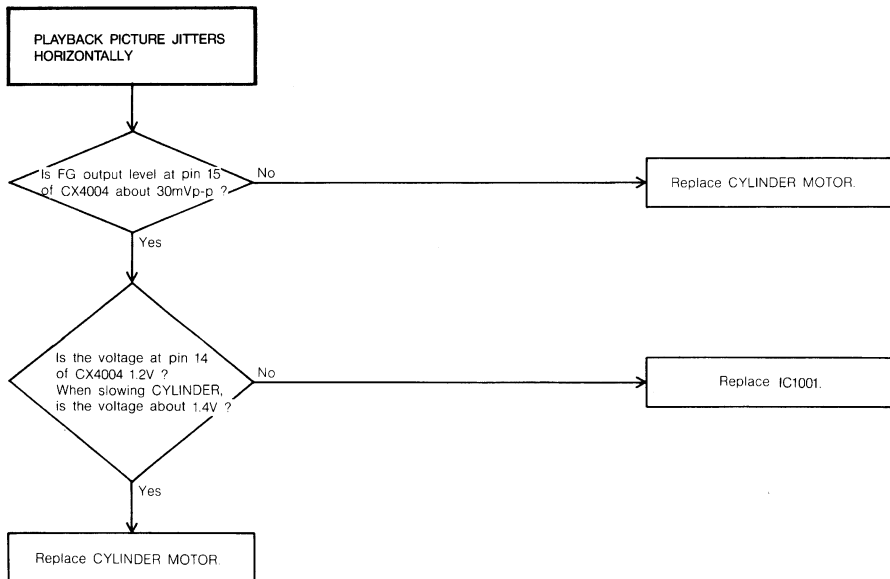 PLAYBACK PICTURE JITTERS
HORIZONTALLY
Is FG output level at pin 15
of CX4004 about 30mVp-p ?
No
Replace CYLINDER MOTOR.
Yes
Is the voltage at pin 14
of CX4004 1.2V ?
When slowing CYLINDER,
is the voltage about 1.4V ?
No
Replace IC1001.
Yes
Replace CYLINDER MOTOR.